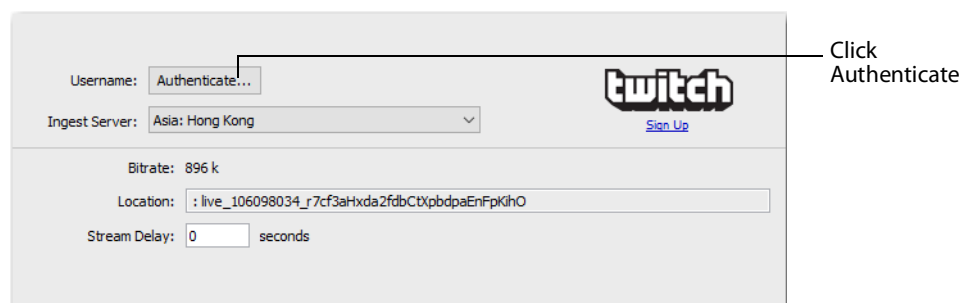 Click
Authenticate
Username: Authenticate...
twitch
Ingest Server: Asia: Hong Kong
Sign Up
Bitrate: 896 k
Location: : live_106098034_r7cf3aHxda2fdbCtXpbdpaEnFpKihO
Stream Delay: 0 seconds